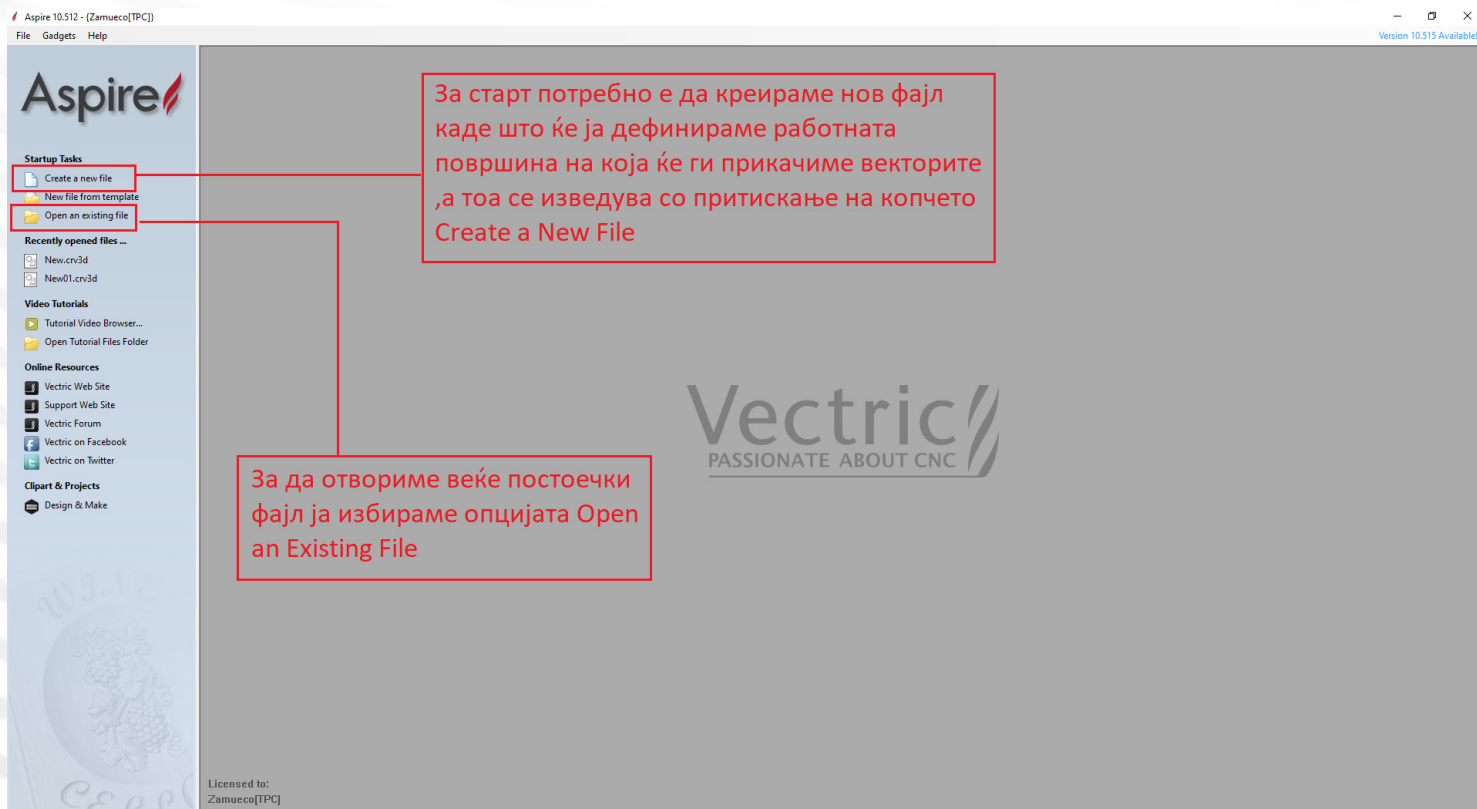 Aspire 10.512 - {Zamueco[TPC]}
File Gadgets Help
Version 10.515 Available!
Aspire
Startup Tasks
Create a new file
New file from template
Open an existing file
Recently opened files ...
New.crv3d
New01.crv3d
Video Tutorials
Tutorial Video Browser...
Open Tutorial Files Folder
Online Resources
Vectric Web Site
Support Web Site
Vectric Forum
Vectric on Facebook
Vectric on Twitter
Clipart & Projects
Design & Make
За старт потребно е да креираме нов фајл
каде што ќе ја дефинираме работната
површина на која ќе ги прикачиме векторите
,а тоа се изведува со притискање на копчето
Create a New File
Vectric
PASSIONATE ABOUT CNC
За да отвориме веќе постоечки
фајл ја избираме опцијата Open
an Existing File
WINE
Licensed to:
Zamueco[TPC]